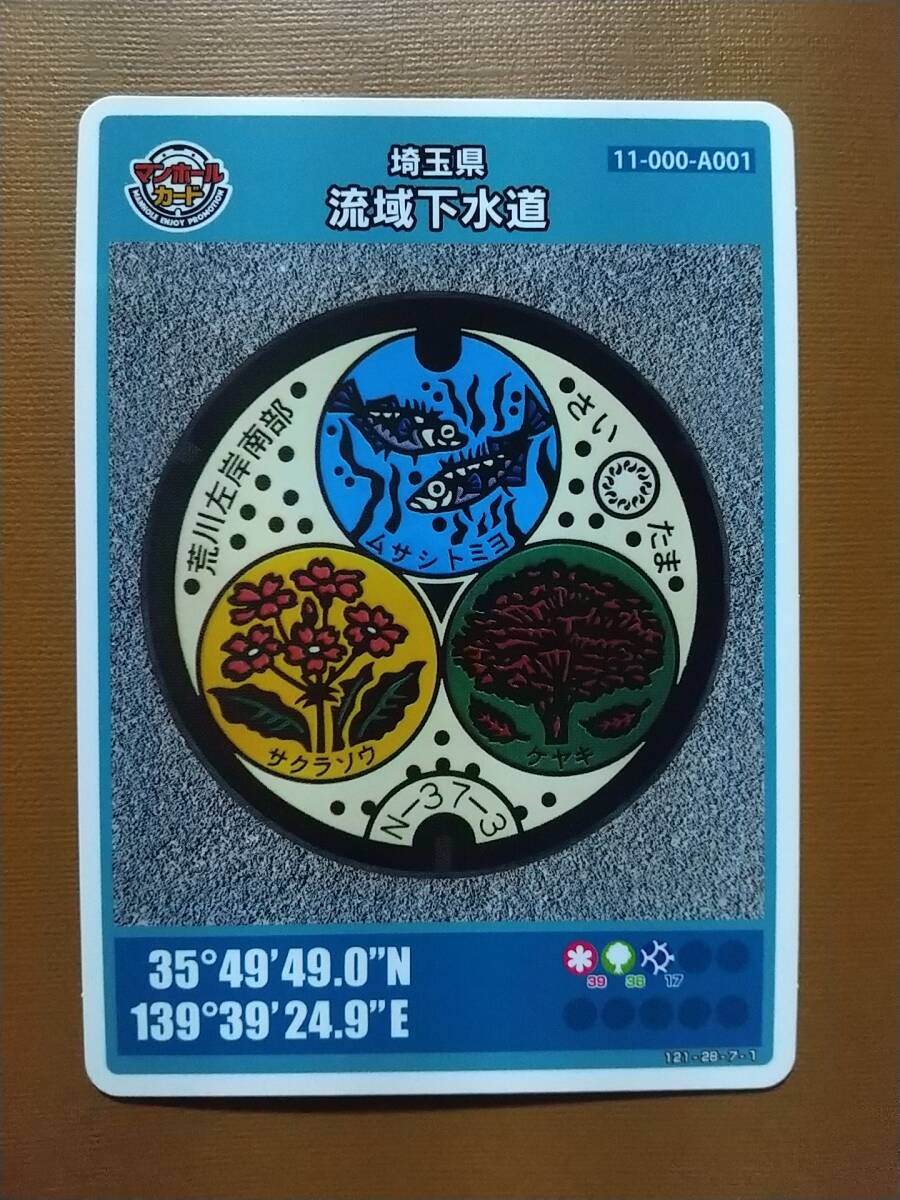 マンホール
カード
MANHOLE ENJOY PROMOTION
埼玉県
流域下水道
11-000-A001
荒川左岸南部
さいたま
ムサシトミヨ
サクラソウ
ケヤキ
N-37-3
35°49'49.0"N
139°39'24.9"E
39 38 17
121-28-7-1